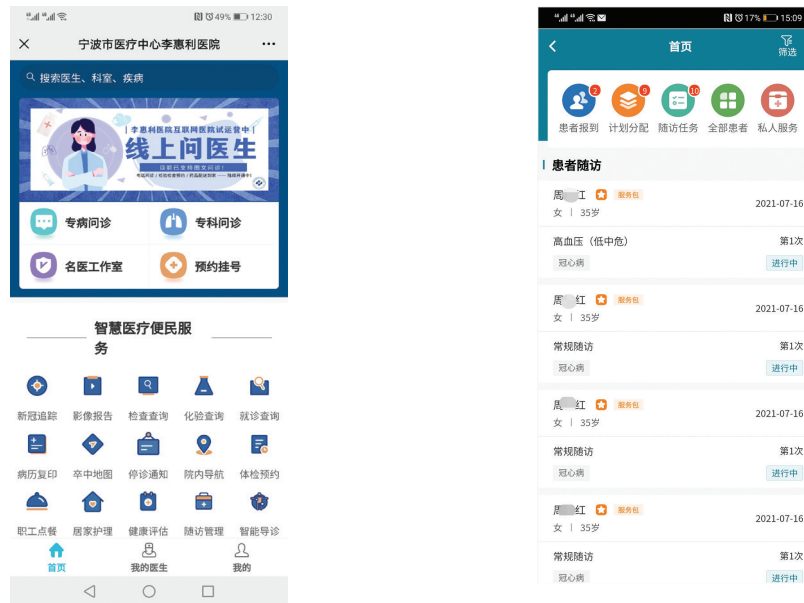 49% 12:30
宁波市医疗中心李惠利医院
搜索医生、科室、疾病
李惠利医院互联网医院试运营中
线上问医生
目前已支持图文问诊!
专病问诊
专科问诊
名医工作室
预约挂号
智慧医疗便民服
务
新冠追踪 影像报告 检查查询 化验查询 就诊查询
病历复印 卒中地图 停诊通知 院内导航 体检预约
职工点餐 居家护理 健康评估 随访管理 智能导诊
首页 我的医生 我的
17% 15:09
首页
筛选
2 9 10
患者报到 计划分配 随访任务 全部患者 私人服务
患者随访
周 江 服务包
女 | 35岁
2021-07-16
高血压（低中危） 第1次
冠心病 进行中
周 红 服务包
女 | 35岁
2021-07-16
常规随访 第1次
冠心病 进行中
周 红 服务包
女 | 35岁
2021-07-16
常规随访 第1次
冠心病 进行中
周 红 服务包
女 | 35岁
2021-07-16
常规随访 第1次
冠心病 进行中